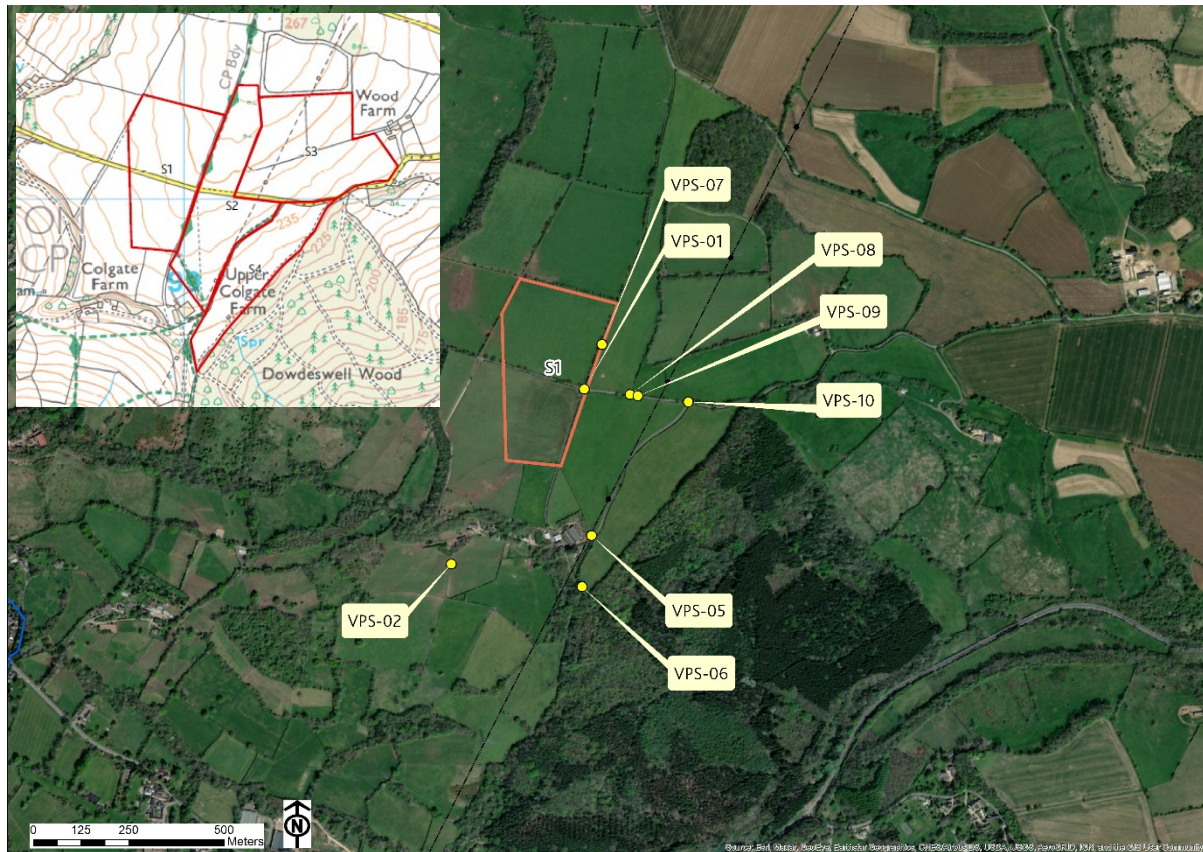 267
CP Bdy
Wood
Farm
S1
S3
S2
235
225
200
185
175
S4
CP
Colgate
Farm
Upper
Colgate
Farm
Spr
Dowdeswell Wood
VPS-07
VPS-01
VPS-08
VPS-09
S1
VPS-10
VPS-02
VPS-05
VPS-06
0 125 250 500
Meters
N